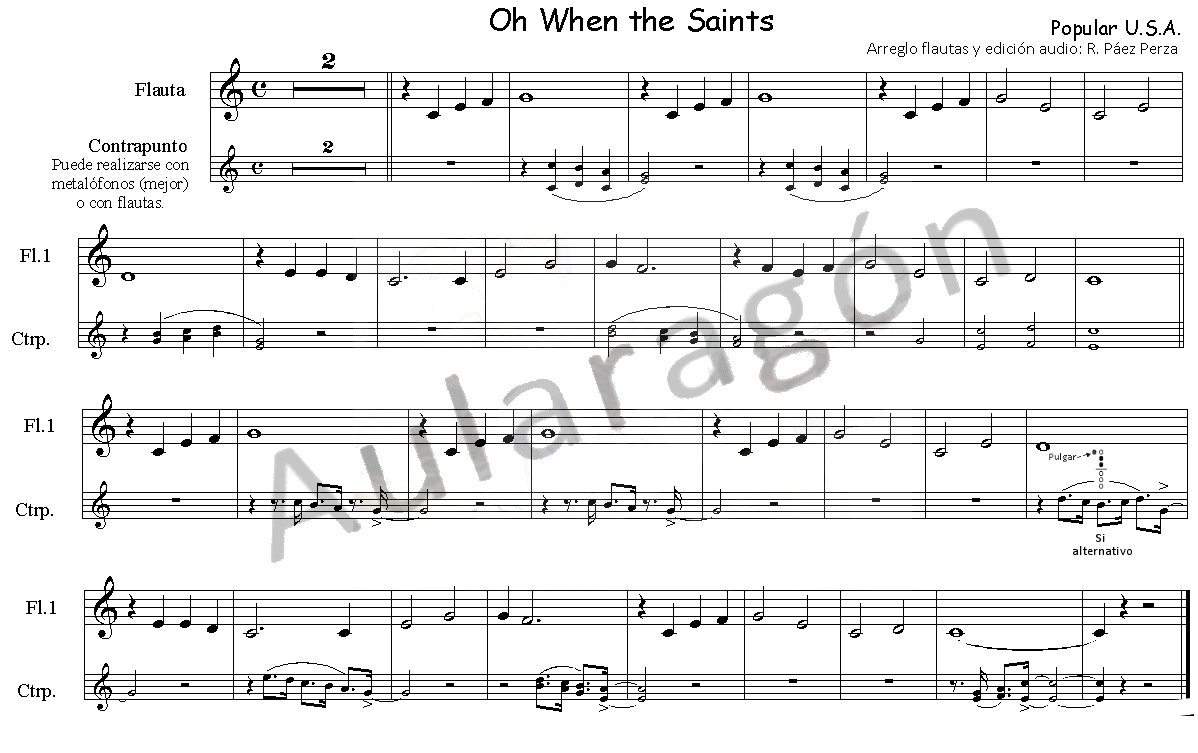 Oh When the Saints
Popular U.S.A.
Arreglo flautas y edición audio: R. Páez Perza
2
Flauta
Contrapunto
2
Puede realizarse con
metalófonos (mejor)
o con flautas.
Fl.1
Ctrp.
Aularagón
Fl.1
Pulgar
Ctrp.
Si
alternativo
Fl.1
Ctrp.